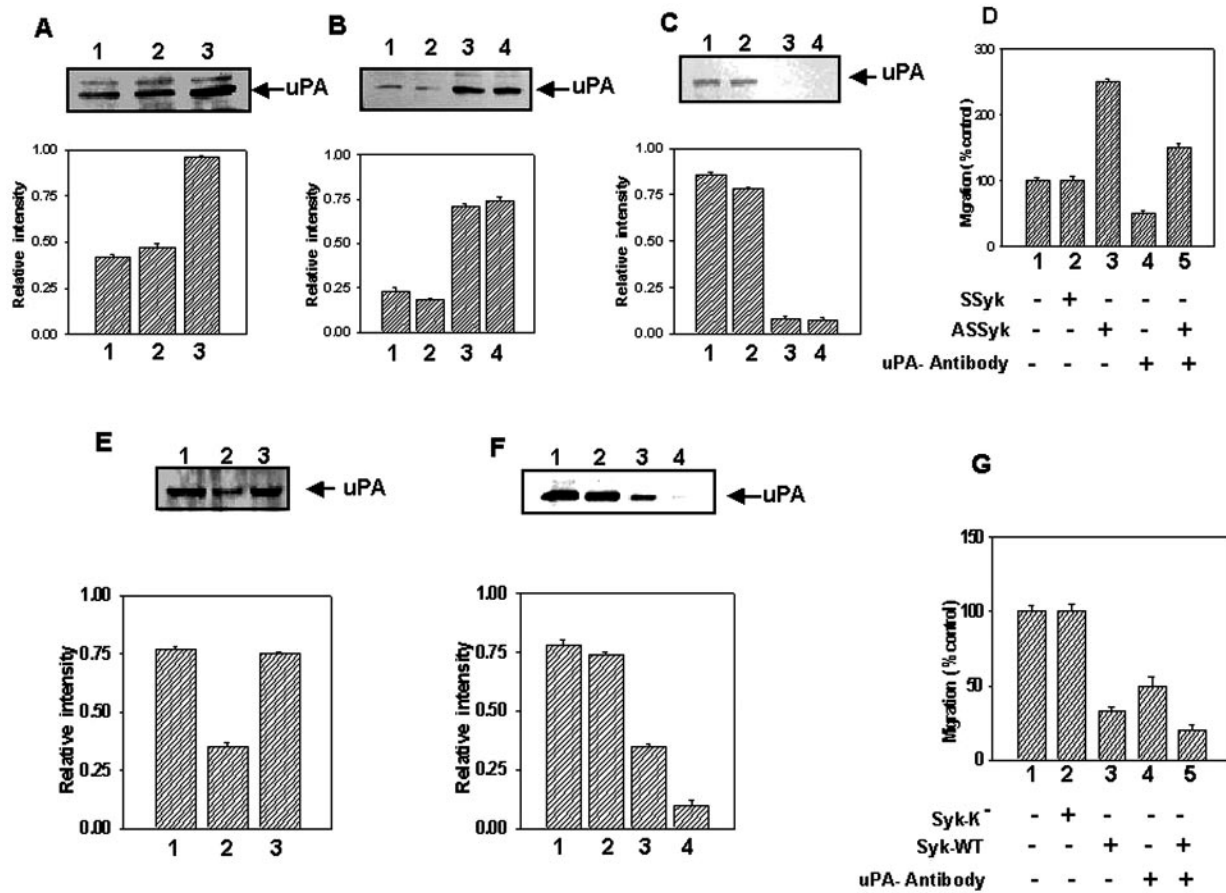 A
1 2 3
uPA
Relative intensity
1.00
0.75
0.50
0.25
0.00
1 2 3
B
1 2 3 4
uPA
Relative intensity
1.00
0.75
0.50
0.25
0.00
1 2 3 4
C
1 2 3 4
uPA
Relative intensity
1.00
0.75
0.50
0.25
0.00
1 2 3 4
D
Migration (% control)
300
200
100
0
1 2 3 4 5
SSyk - + - - -
ASSyk - - + - +
uPA- Antibody - - - + +
E
1 2 3
uPA
Relative intensity
1.00
0.75
0.50
0.25
0.00
1 2 3
F
1 2 3 4
uPA
Relative intensity
1.00
0.75
0.50
0.25
0.00
1 2 3 4
G
Migration (% control)
150
100
50
0
1 2 3 4 5
Syk-K⁻ - + - - -
Syk-WT - - + - +
uPA- Antibody - - - + +